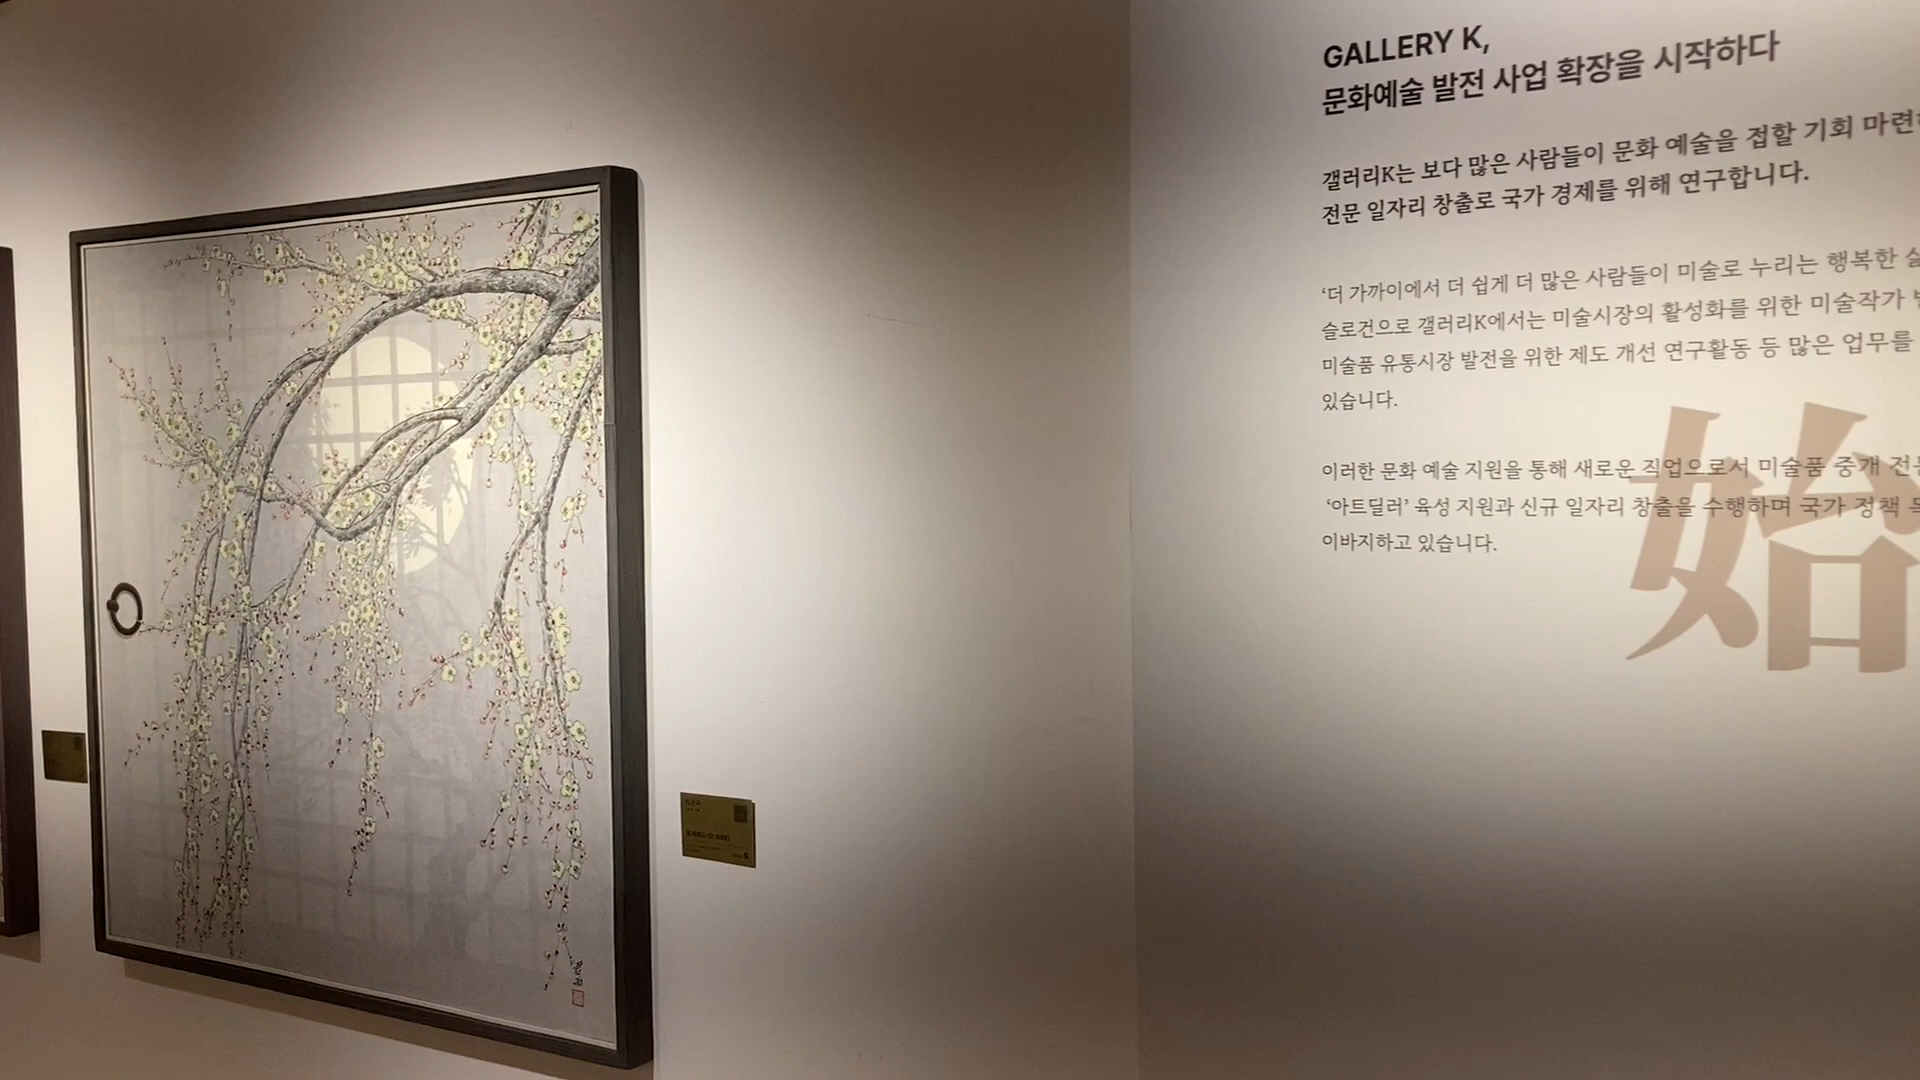 GALLERY K,
문화예술 발전 사업 확장을 시작하다
갤러리K는 보다 많은 사람들이 문화 예술을 접할 기회 마련
전문 일자리 창출로 국가 경제를 위해 연구합니다.
‘더 가까이에서 더 쉽게 더 많은 사람들이 미술로 누리는 행복한
슬로건으로 갤러리K에서는 미술시장의 활성화를 위한 미술작가
미술품 유통시장 발전을 위한 제도 개선 연구활동 등 많은 업무를
있습니다.
이러한 문화 예술 지원을 통해 새로운 직업으로서 미술품 중개
‘아트딜러’ 육성 지원과 신규 일자리 창출을 수행하며 국가 정책
이바지하고 있습니다.
始